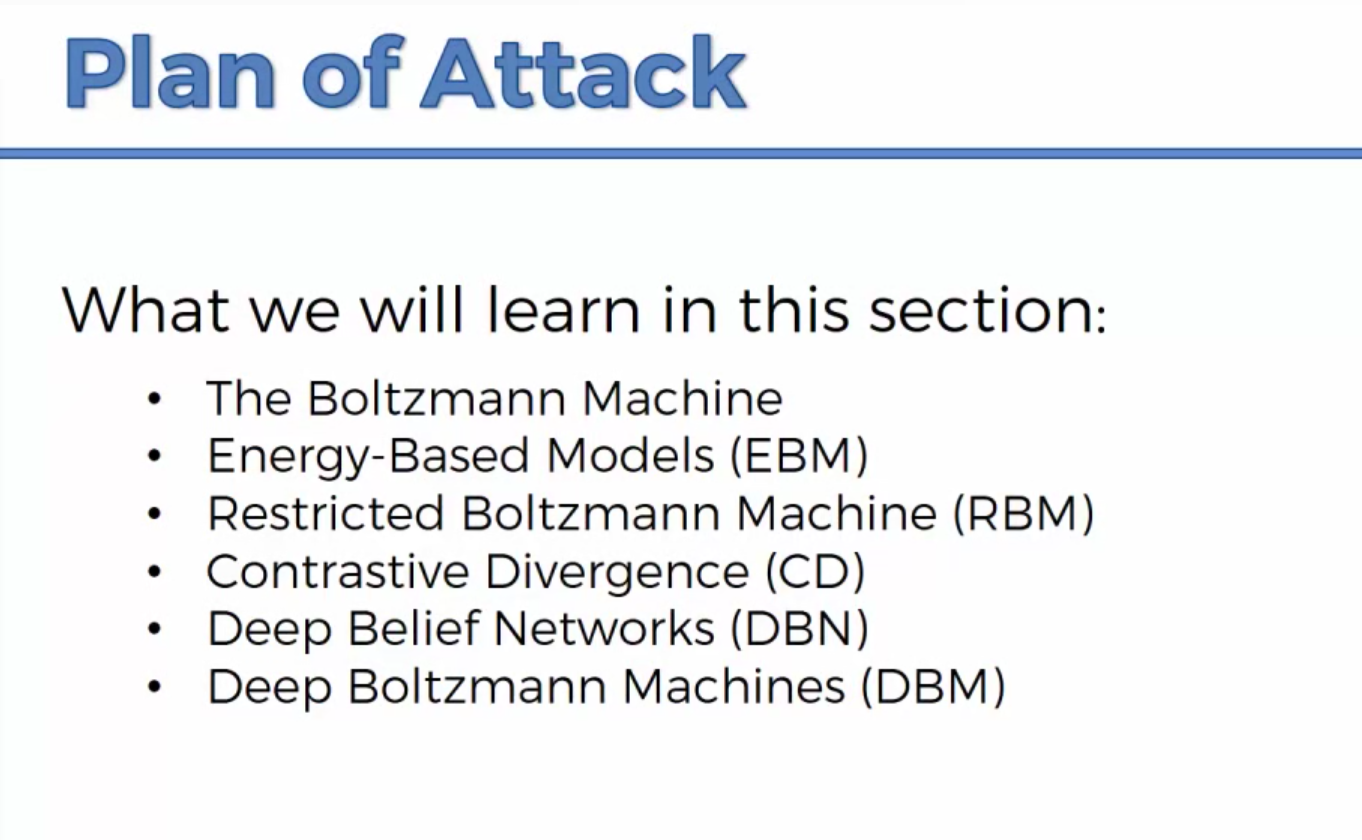 Plan of Attack
What we will learn in this section:
• The Boltzmann Machine
• Energy-Based Models (EBM)
• Restricted Boltzmann Machine (RBM)
• Contrastive Divergence (CD)
• Deep Belief Networks (DBN)
• Deep Boltzmann Machines (DBM)